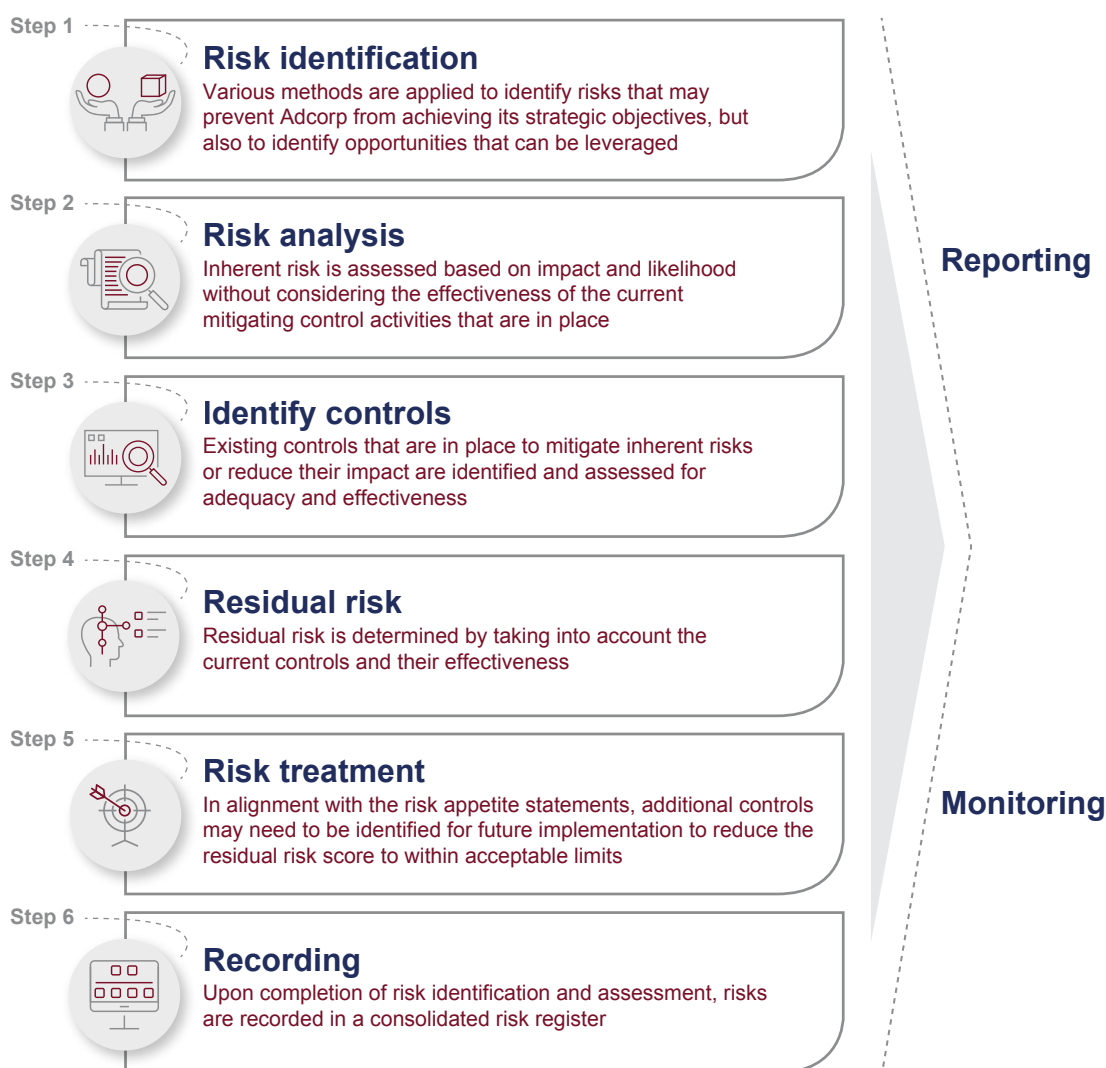 Step 1
Risk identification
Various methods are applied to identify risks that may
prevent Adcorp from achieving its strategic objectives, but
also to identify opportunities that can be leveraged
Step 2
Risk analysis
Inherent risk is assessed based on impact and likelihood
without considering the effectiveness of the current
mitigating control activities that are in place
Step 3
Identify controls
Existing controls that are in place to mitigate inherent risks
or reduce their impact are identified and assessed for
adequacy and effectiveness
Step 4
Residual risk
Residual risk is determined by taking into account the
current controls and their effectiveness
Step 5
Risk treatment
In alignment with the risk appetite statements, additional controls
may need to be identified for future implementation to reduce the
residual risk score to within acceptable limits
Step 6
Recording
Upon completion of risk identification and assessment, risks
are recorded in a consolidated risk register
Reporting
Monitoring